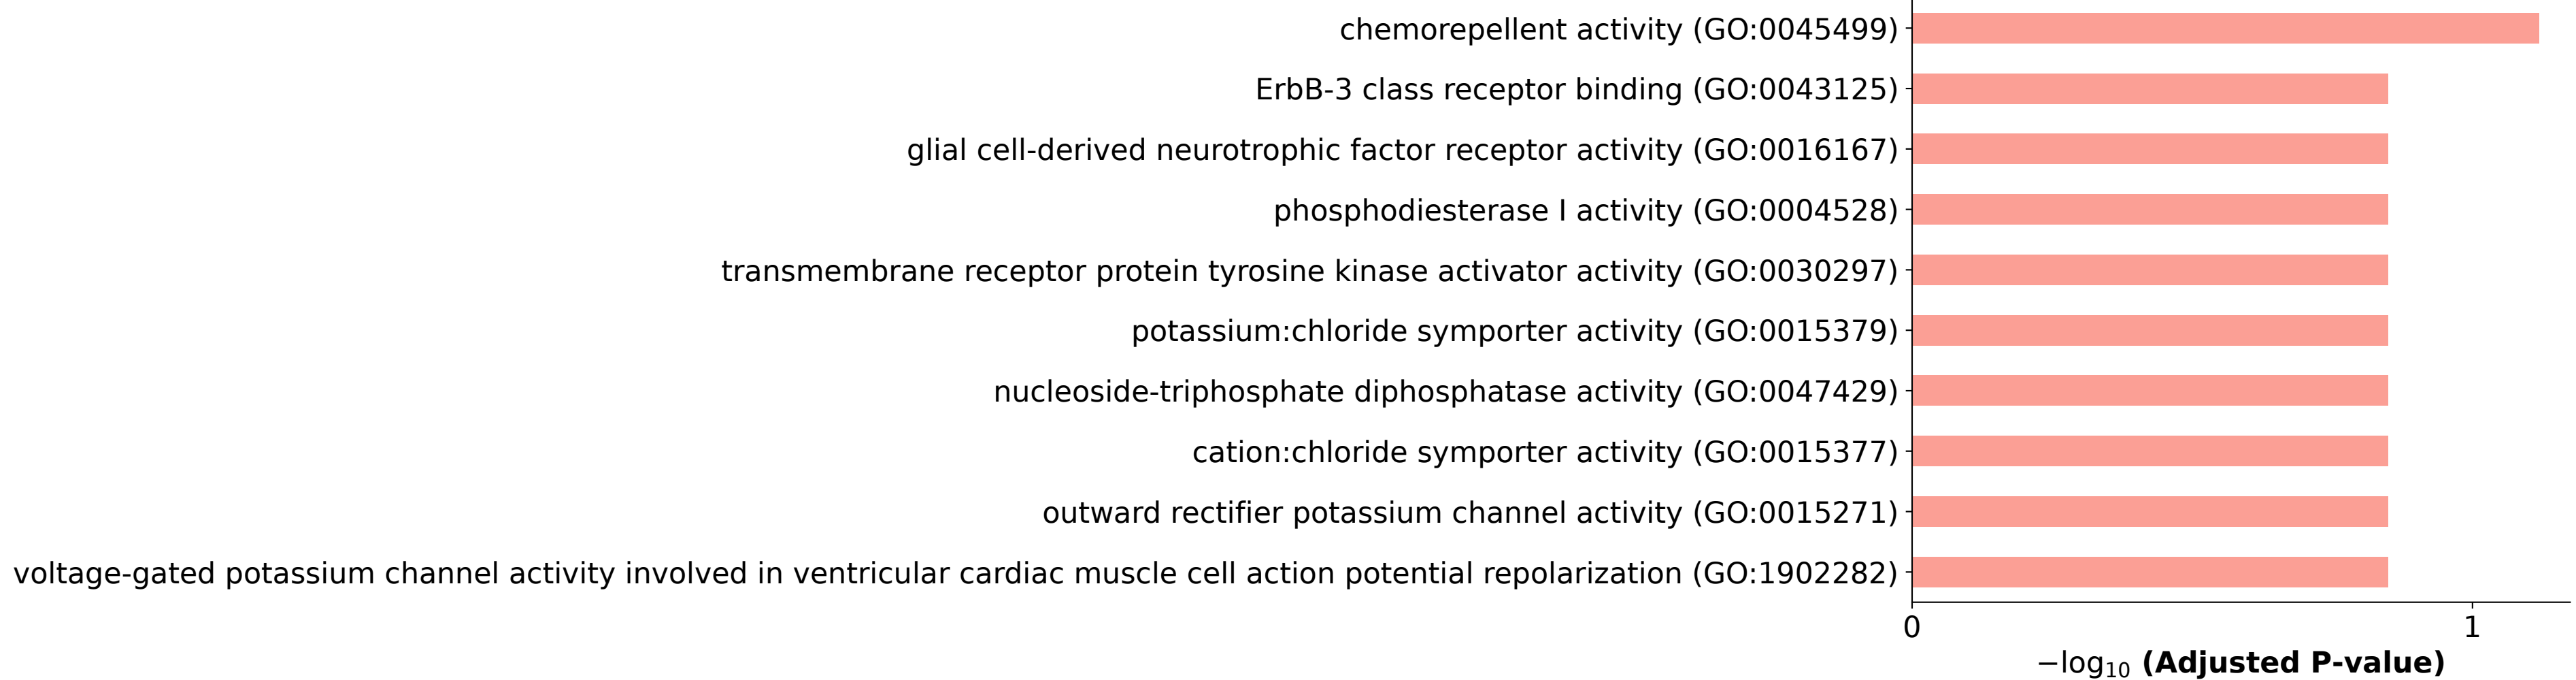 chemorepellent activity (GO:0045499)
ErbB-3 class receptor binding (GO:0043125)
glial cell-derived neurotrophic factor receptor activity (GO:0016167)
phosphodiesterase I activity (GO:0004528)
transmembrane receptor protein tyrosine kinase activator activity (GO:0030297)
potassium:chloride symporter activity (GO:0015379)
nucleoside-triphosphate diphosphatase activity (GO:0047429)
cation:chloride symporter activity (GO:0015377)
outward rectifier potassium channel activity (GO:0015271)
voltage-gated potassium channel activity involved in ventricular cardiac muscle cell action potential repolarization (GO:1902282)
0 1
−log₁₀ (Adjusted P-value)